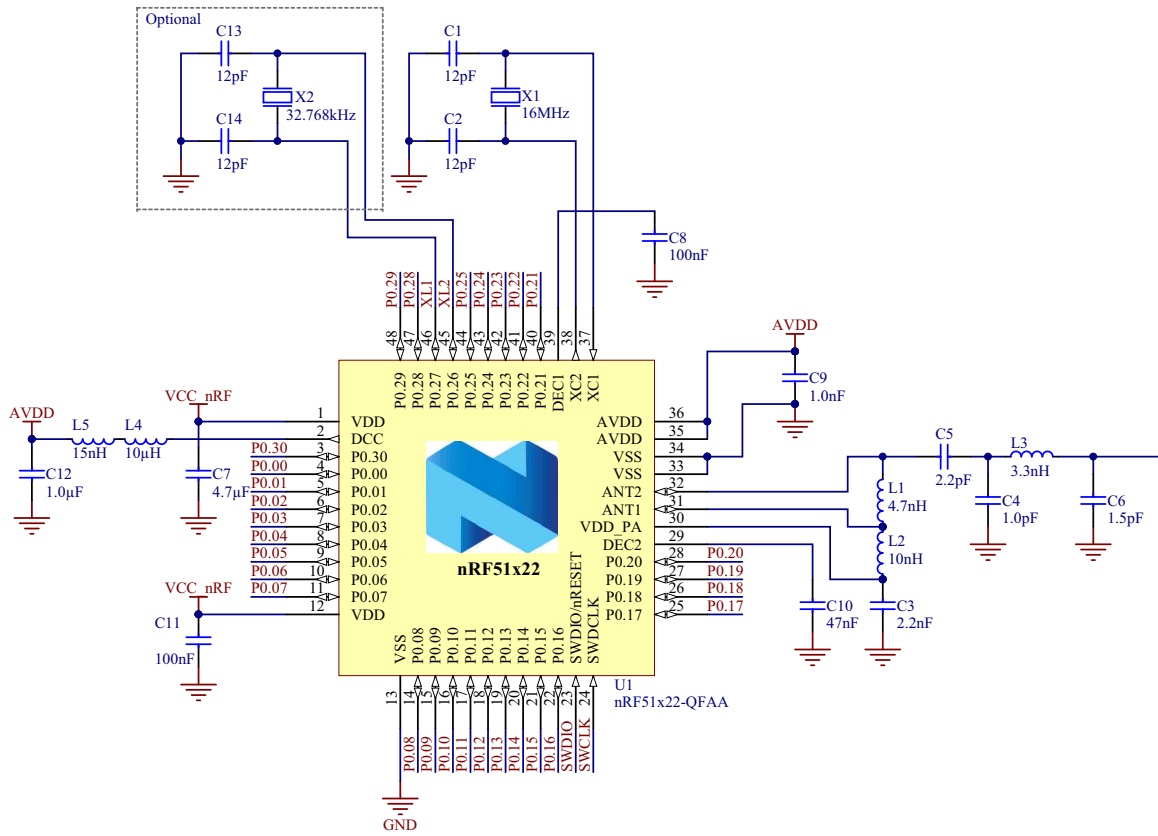 Optional
C13
12pF
X2
32.768kHz
C14
12pF
C1
12pF
X1
16MHz
C2
12pF
C8
100nF
P0.29
P0.28
XL1
XL2
P0.25
P0.24
P0.23
P0.22
P0.21
48
47
46
45
44
43
42
41
40
39
38
37
P0.29
P0.28
P0.27
P0.26
P0.25
P0.24
P0.23
P0.22
P0.21
DEC1
XC2
XC1
AVDD
C9
1.0nF
AVDD
L5
15nH
L4
10µH
C12
1.0µF
VCC_nRF
C7
4.7µF
1 VDD
2 DCC
P0.30 3 P0.30
P0.00 4 P0.00
P0.01 5 P0.01
P0.02 6 P0.02
P0.03 7 P0.03
P0.04 8 P0.04
P0.05 9 P0.05
P0.06 10 P0.06
P0.07 11 P0.07
12 VDD
VCC_nRF
C11
100nF
nRF51x22
AVDD 36
AVDD 35
VSS 34
VSS 33
ANT2 32
ANT1 31
VDD_PA 30
DEC2 29
P0.20 28 P0.20
P0.19 27 P0.19
P0.18 26 P0.18
P0.17 25 P0.17
C5
2.2pF
L3
3.3nH
L1
4.7nH
L2
10nH
C4
1.0pF
C6
1.5pF
C10
47nF
C3
2.2nF
VSS
P0.08
P0.09
P0.10
P0.11
P0.12
P0.13
P0.14
P0.15
P0.16
SWDIO/nRESET
SWDCLK
U1
nRF51x22-QFAA
13
14
15
16
17
18
19
20
21
22
23
24
P0.08
P0.09
P0.10
P0.11
P0.12
P0.13
P0.14
P0.15
P0.16
SWDIO
SWCLK
GND